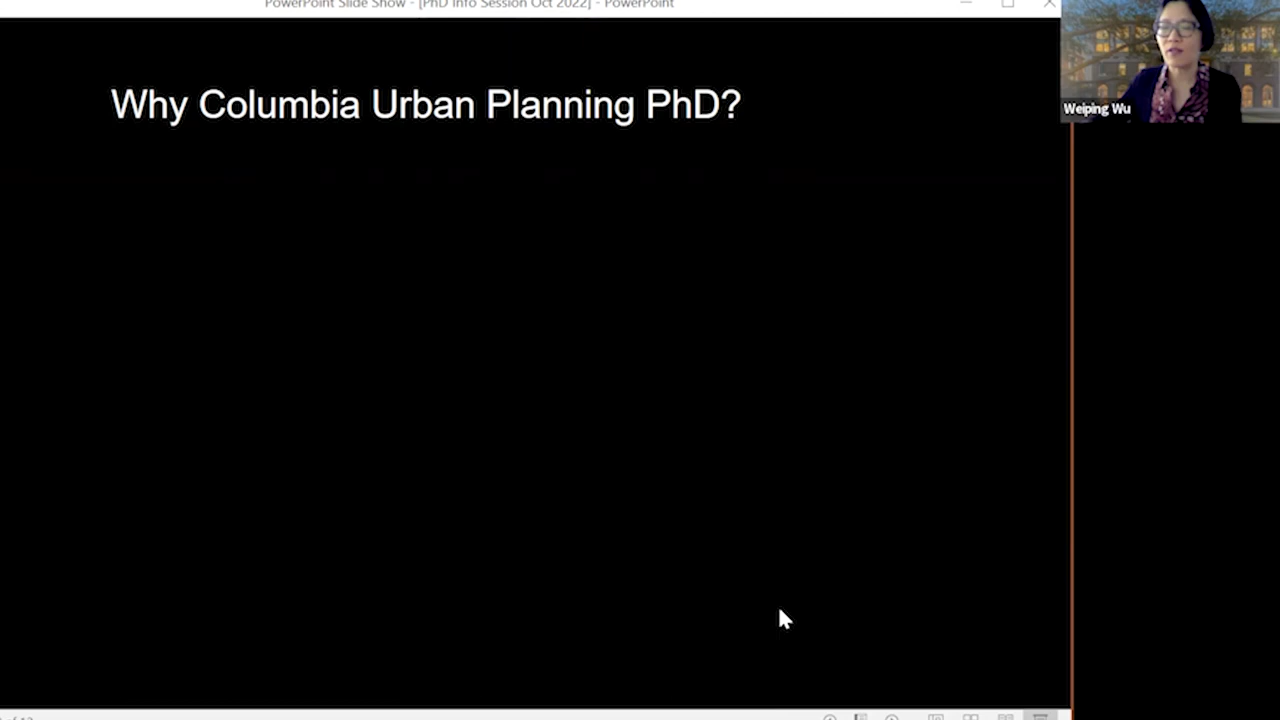 PowerPoint Slide Show - [PhD Info Session Oct 2022] - PowerPoint
Why Columbia Urban Planning PhD?
Weiping Wu